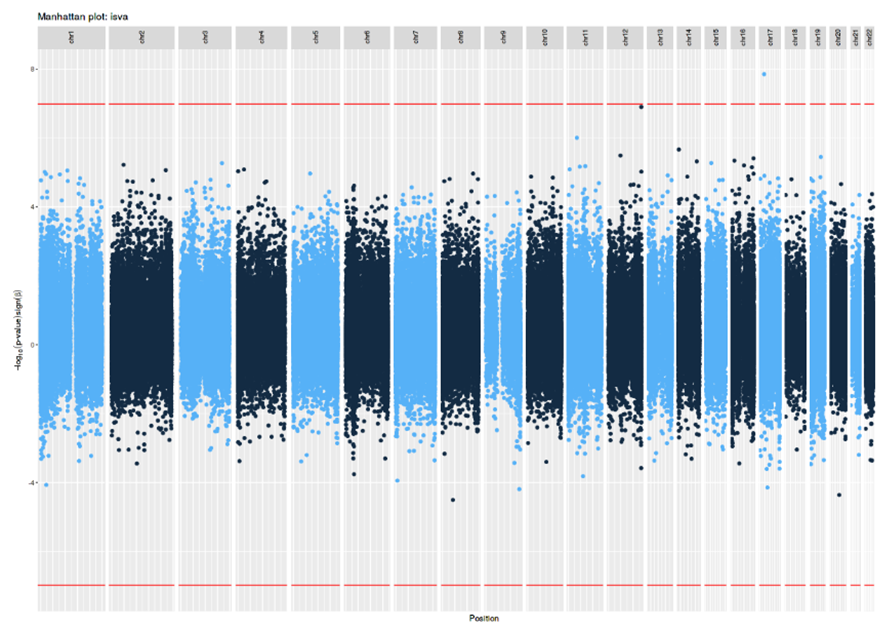 Manhattan plot: isva
chr1 chr2 chr3 chr4 chr5 chr6 chr7 chr8 chr9 chr10 chr11 chr12 chr13 chr14 chr15 chr16 chr17 chr18 chr19 chr20 chr21 chr22
8
4
0
-4
-log₁₀(p-value)sign(β)
Position